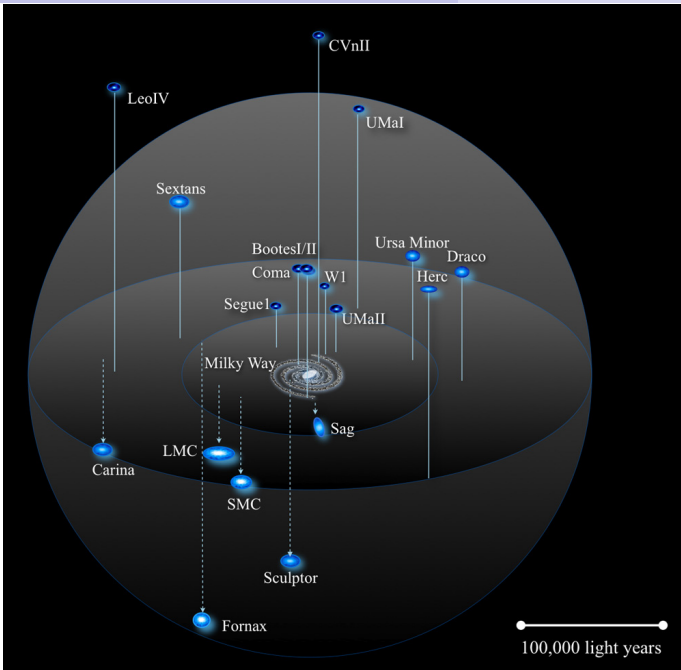 CVnII
LeoIV
UMaI
Sextans
Ursa Minor
BootesI/II
Draco
Coma
W1
Herc
Segue1
UMaII
Milky Way
Sag
LMC
Carina
SMC
Sculptor
Fornax
100,000 light years